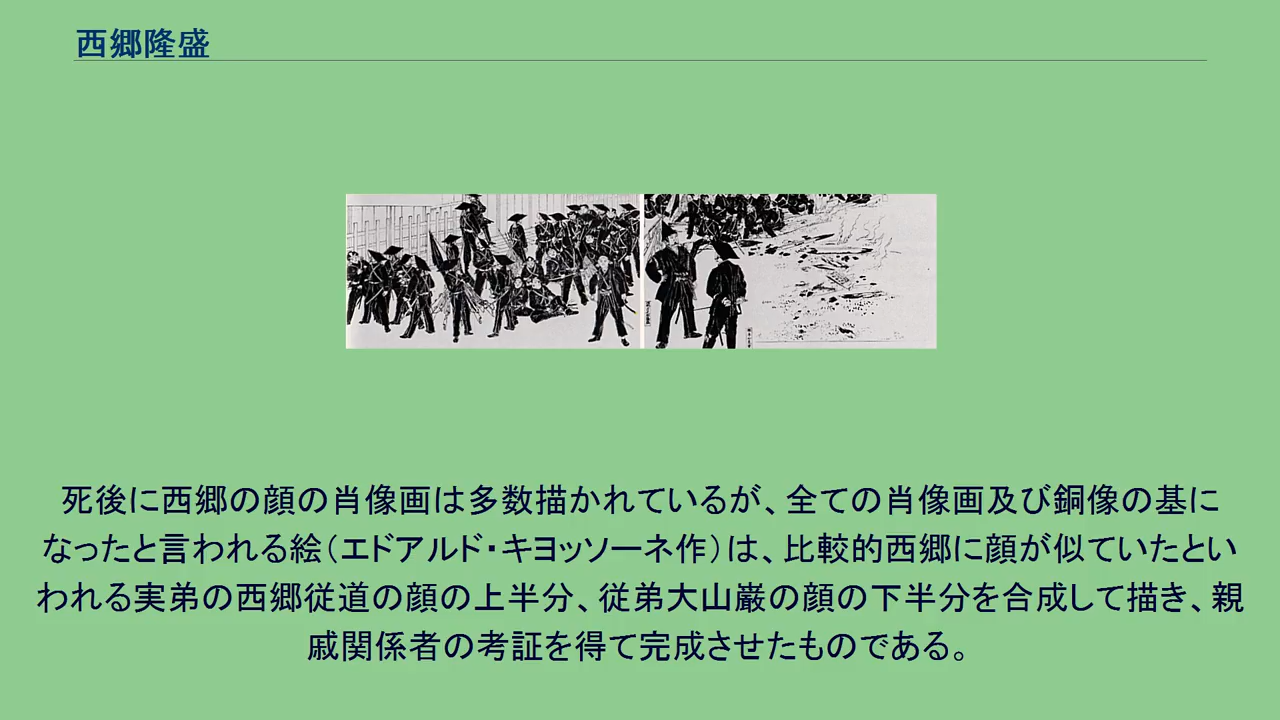 西郷隆盛
死後に西郷の顔の肖像画は多数描かれているが、全ての肖像画及び銅像の基に
なったと言われる絵（エドアルド・キヨッソーネ作）は、比較的西郷に顔が似ていたとい
われる実弟の西郷従道の顔の上半分、従弟大山巌の顔の下半分を合成して描き、親
戚関係者の考証を得て完成させたものである。